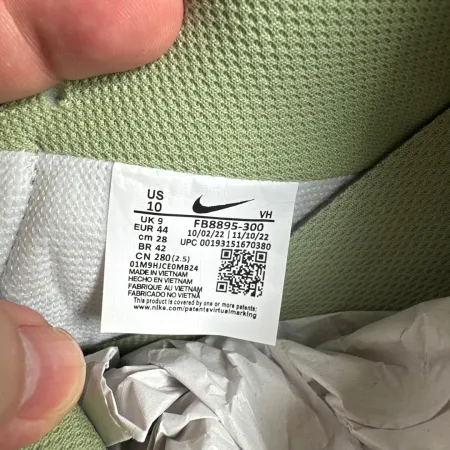 US
10
UK 9
EUR 44
cm 28
BR 42
CN 280 (2.5)
VH
FB8895-300
10/02/22 | 11/10/22
UPC 00193151670380
01M9HJCE0MB24
MADE IN VIETNAM
HECHO EN VIETNAM
FABRIQUE AU VIETNAM
FABRICADO NO VIETNÃ
This product is covered by one or more patents:
www.nike.com/patentsvirtualmarking